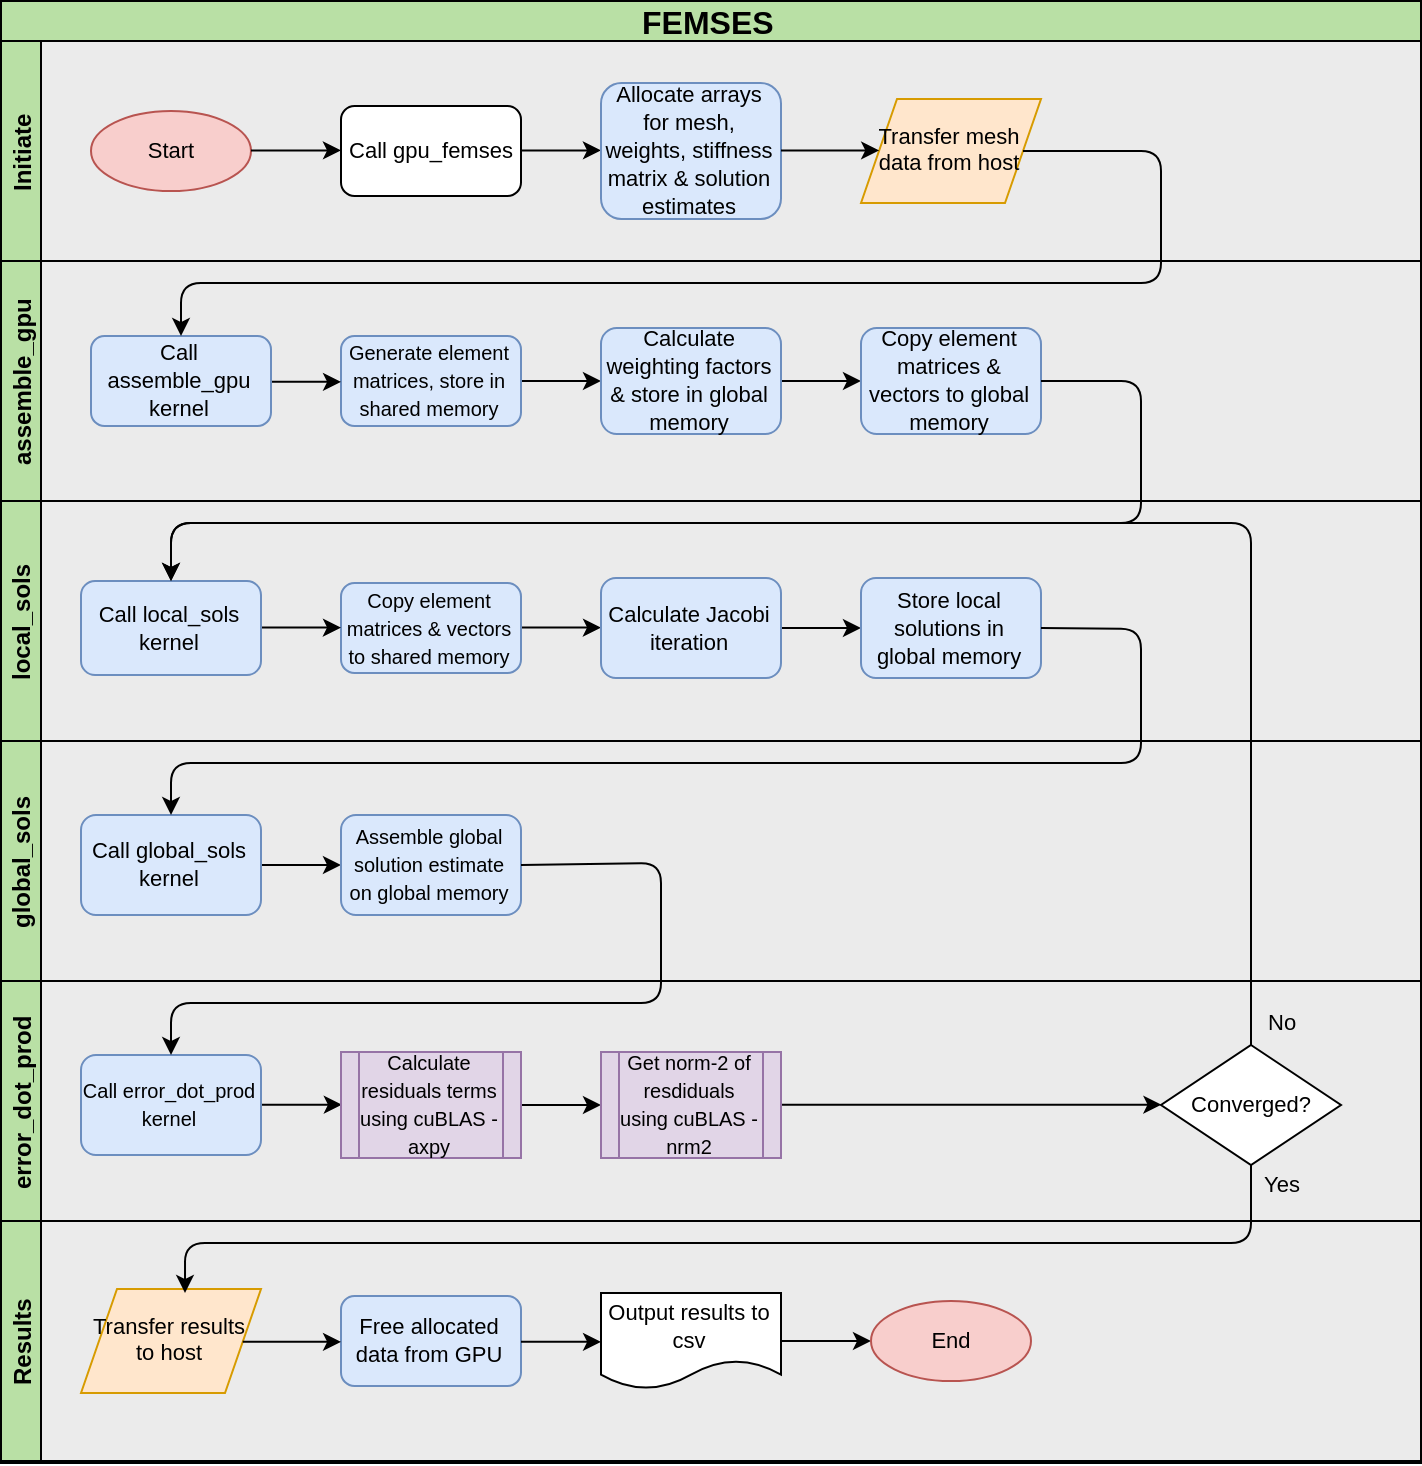 FEMSES
Initiate
Start
Call gpu_femses
Allocate arrays
for mesh,
weights, stiffness
matrix & solution
estimates
Transfer mesh
data from host
assemble_gpu
Call
assemble_gpu
kernel
Generate element
matrices, store in
shared memory
Calculate
weighting factors
& store in global
memory
Copy element
matrices &
vectors to global
memory
local_sols
Call local_sols
kernel
Copy element
matrices & vectors
to shared memory
Calculate Jacobi
iteration
Store local
solutions in
global memory
global_sols
Call global_sols
kernel
Assemble global
solution estimate
on global memory
error_dot_prod
Call error_dot_prod
kernel
Calculate
residuals terms
using cuBLAS -
axpy
Get norm-2 of
resdiduals
using cuBLAS -
nrm2
No
Converged?
Yes
Results
Transfer results
to host
Free allocated
data from GPU
Output results to
csv
End